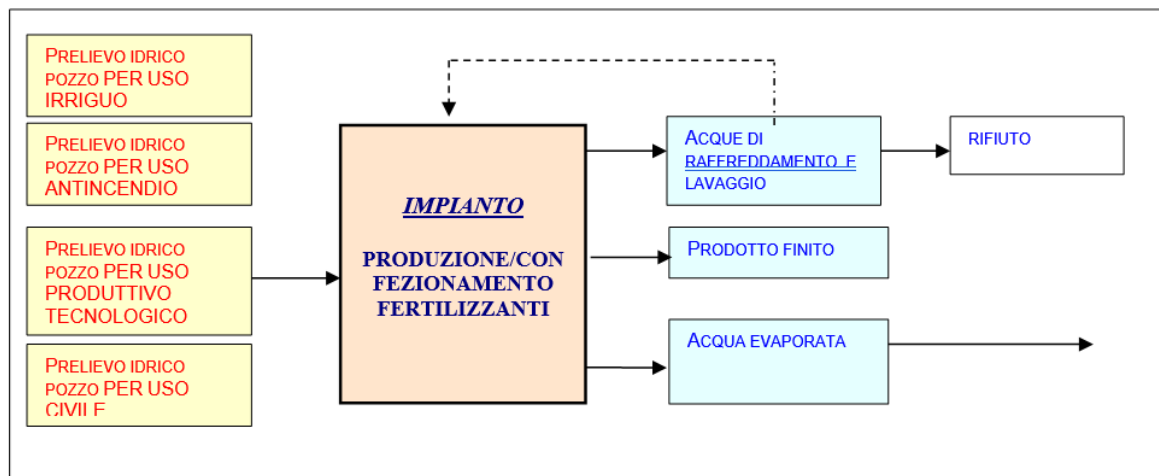 PRELIEVO IDRICO
POZZO PER USO
IRRIGUO
PRELIEVO IDRICO
POZZO PER USO
ANTINCENDIO
PRELIEVO IDRICO
POZZO PER USO
PRODUTTIVO
TECNOLOGICO
PRELIEVO IDRICO
POZZO PER USO
CIVILE
IMPIANTO
PRODUZIONE/CON
FEZIONAMENTO
FERTILIZZANTI
ACQUE DI
RAFFREDDAMENTO E
LAVAGGIO
RIFIUTO
PRODOTTO FINITO
ACQUA EVAPORATA